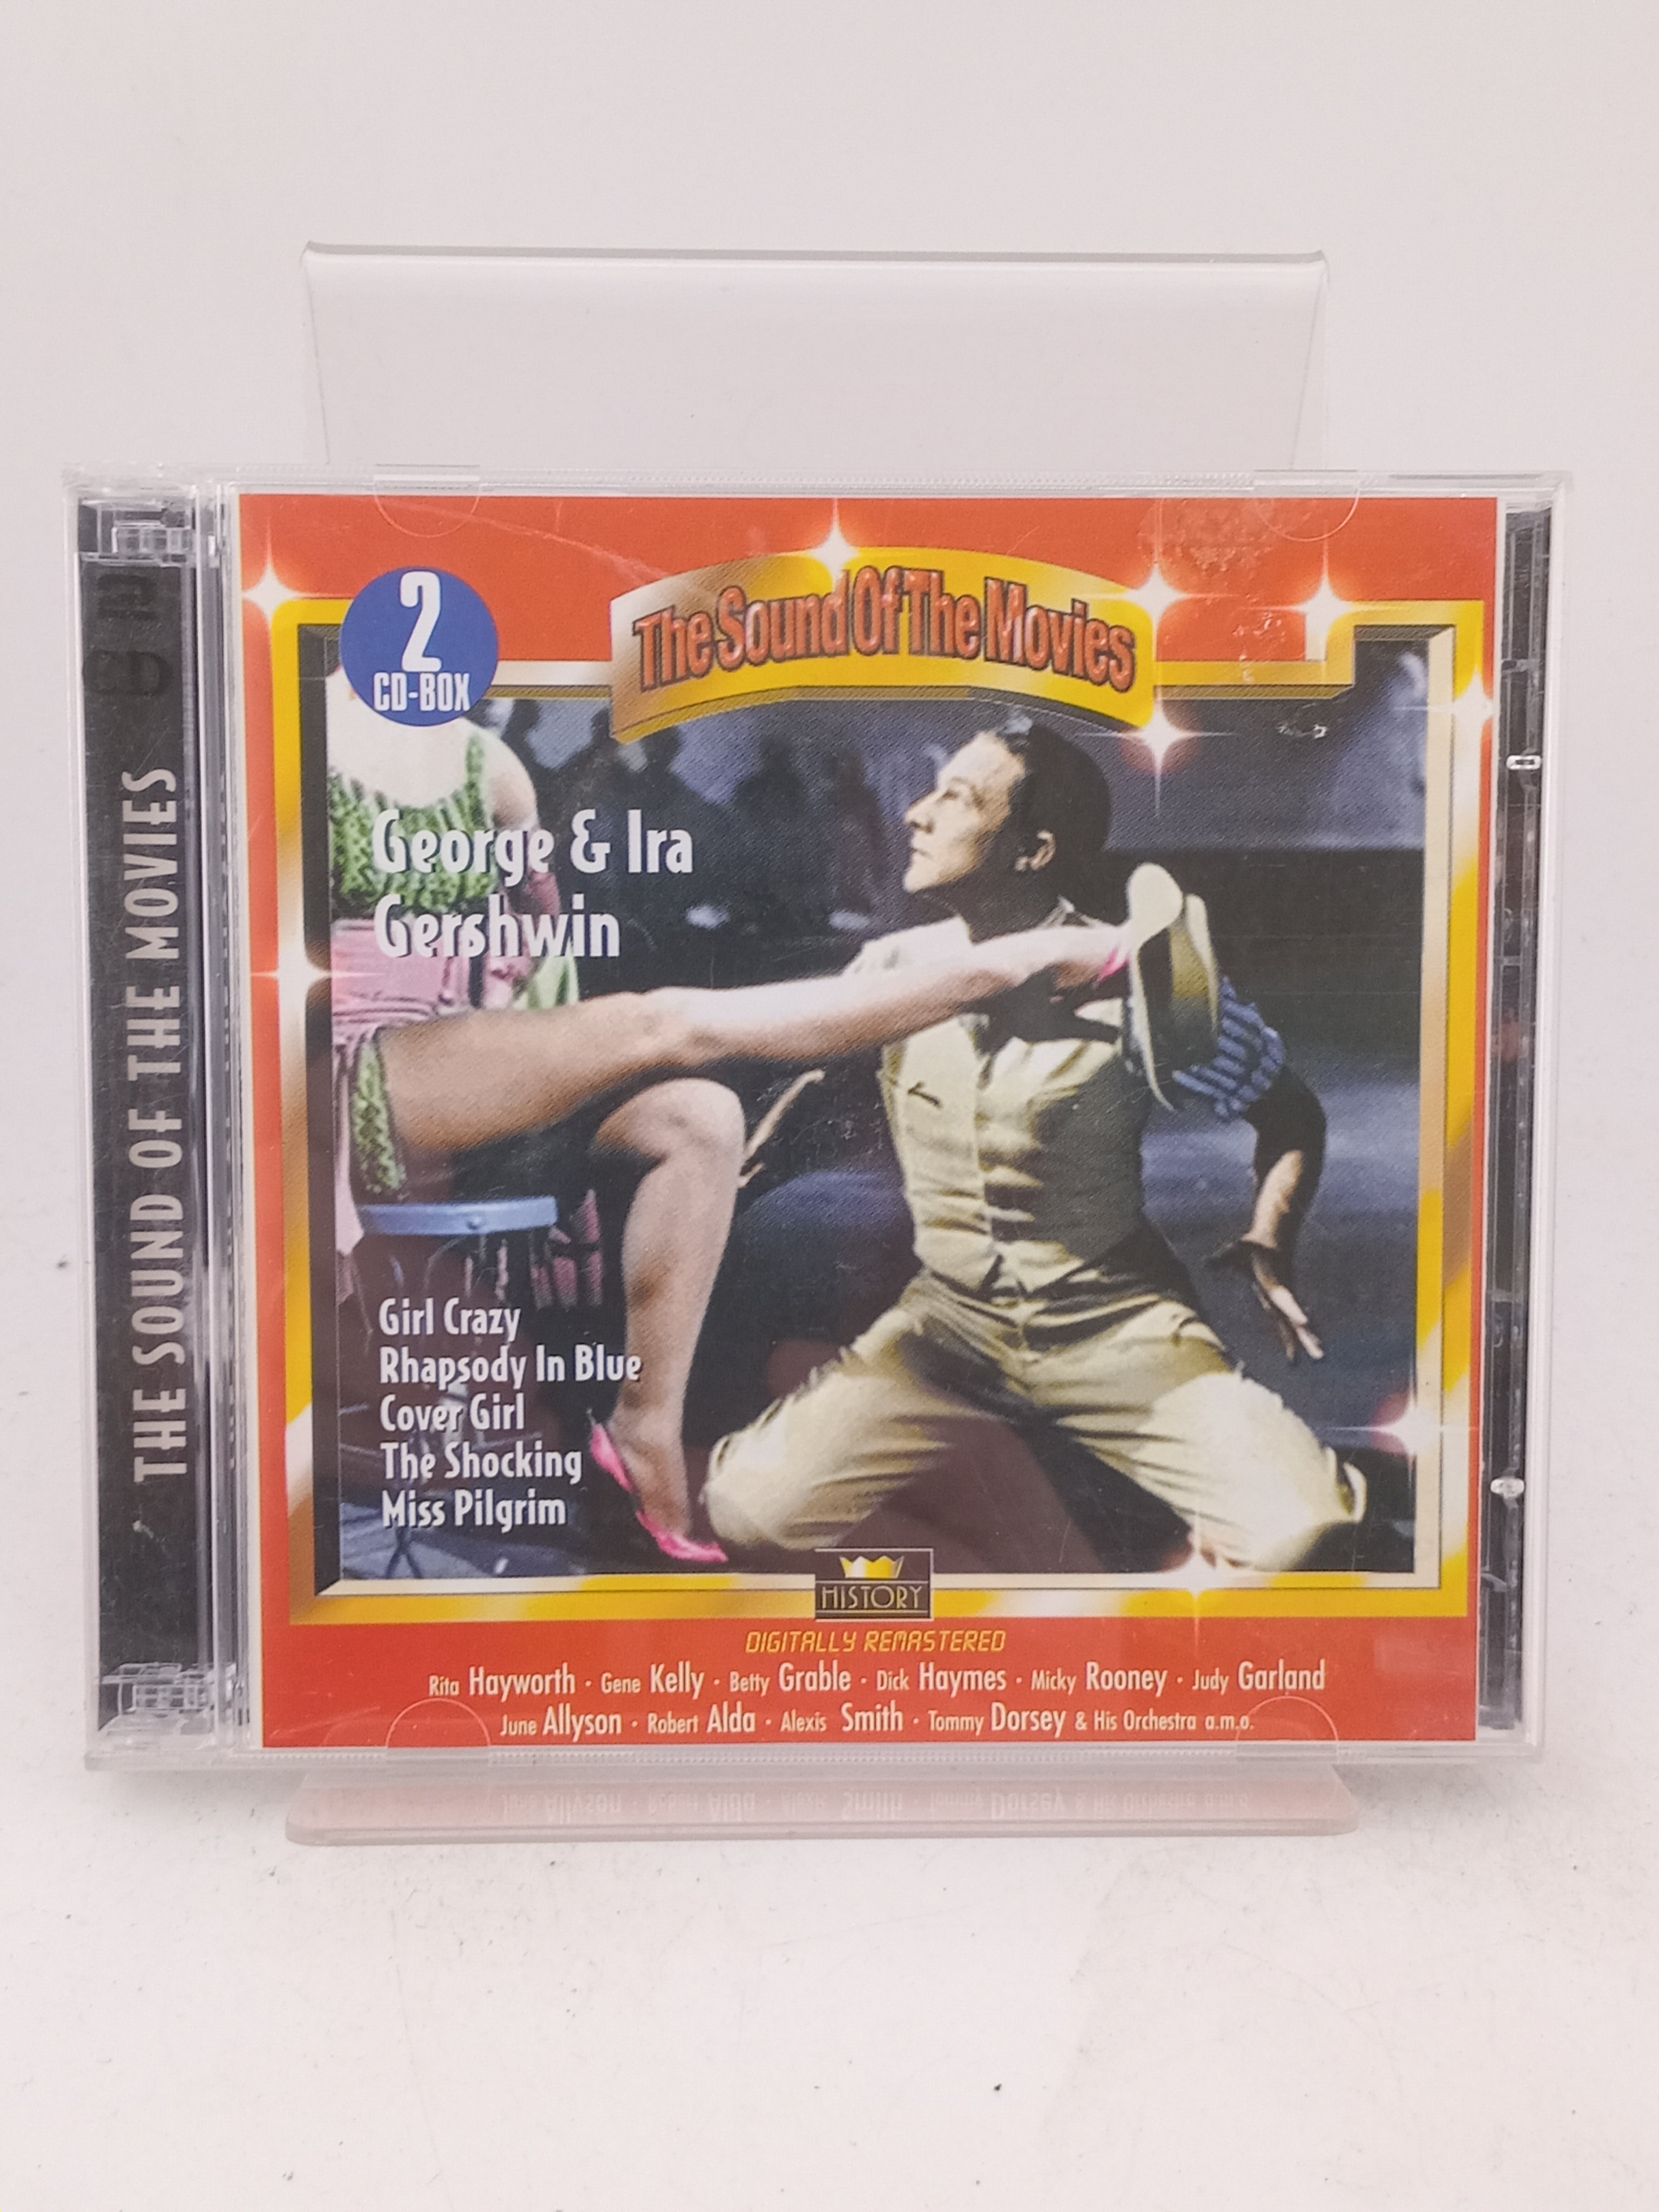 2
CD-BOX
The Sound Of The Movies
George & Ira
Gershwin
Girl Crazy
Rhapsody In Blue
Cover Girl
The Shocking
Miss Pilgrim
HISTORY
DIGITALLY REMASTERED
Rita Hayworth · Gene Kelly · Betty Grable · Dick Haymes · Micky Rooney · Judy Garland
June Allyson · Robert Alda · Alexis Smith · Tommy Dorsey & His Orchestra a.m.o.
THE SOUND OF THE MOVIES
2
CD